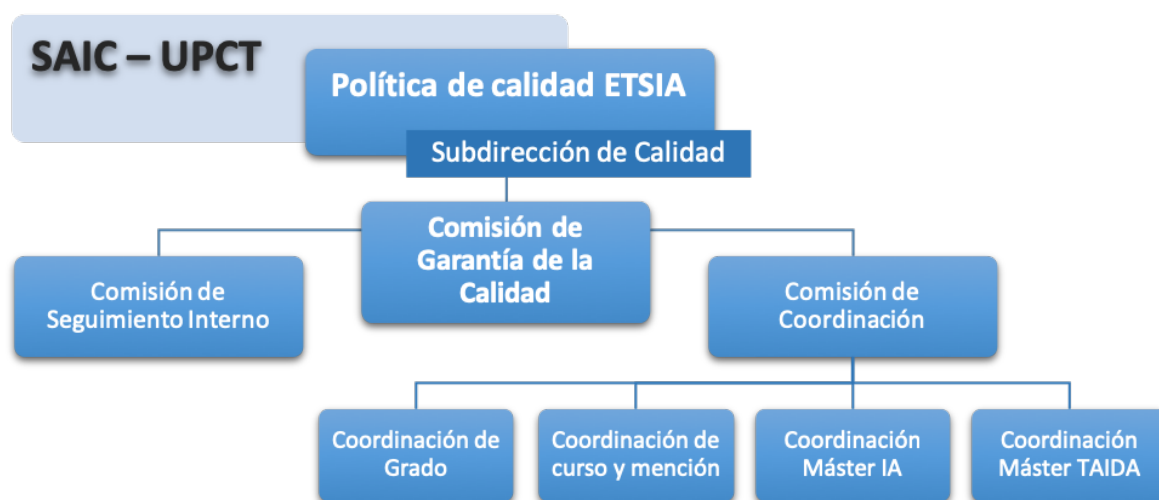 SAIC – UPCT
Política de calidad ETSIA
Subdirección de Calidad
Comisión de
Garantía de la
Calidad
Comisión de
Seguimiento Interno
Comisión de
Coordinación
Coordinación de
Grado
Coordinación de
curso y mención
Coordinación
Máster IA
Coordinación
Máster TAIDA